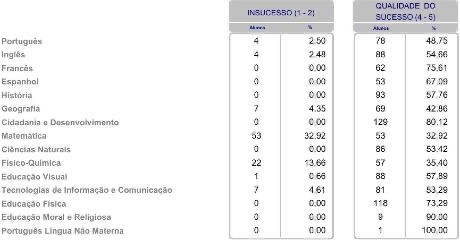 INSUCESSO (1 - 2) QUALIDADE DO SUCESSO (4 - 5)
Alunos % Alunos %
Português 4 2,50 78 48,75
Inglês 4 2,48 88 54,66
Francês 0 0,00 62 75,61
Espanhol 0 0,00 53 67,09
História 0 0,00 93 57,76
Geografia 7 4,35 69 42,86
Cidadania e Desenvolvimento 0 0,00 129 80,12
Matemática 53 32,92 53 32,92
Ciências Naturais 0 0,00 86 53,42
Físico-Química 22 13,66 57 35,40
Educação Visual 1 0,66 88 57,89
Tecnologias de Informação e Comunicação 7 4,61 81 53,29
Educação Física 0 0,00 118 73,29
Educação Moral e Religiosa 0 0,00 9 90,00
Português Língua Não Materna 0 0,00 1 100,00